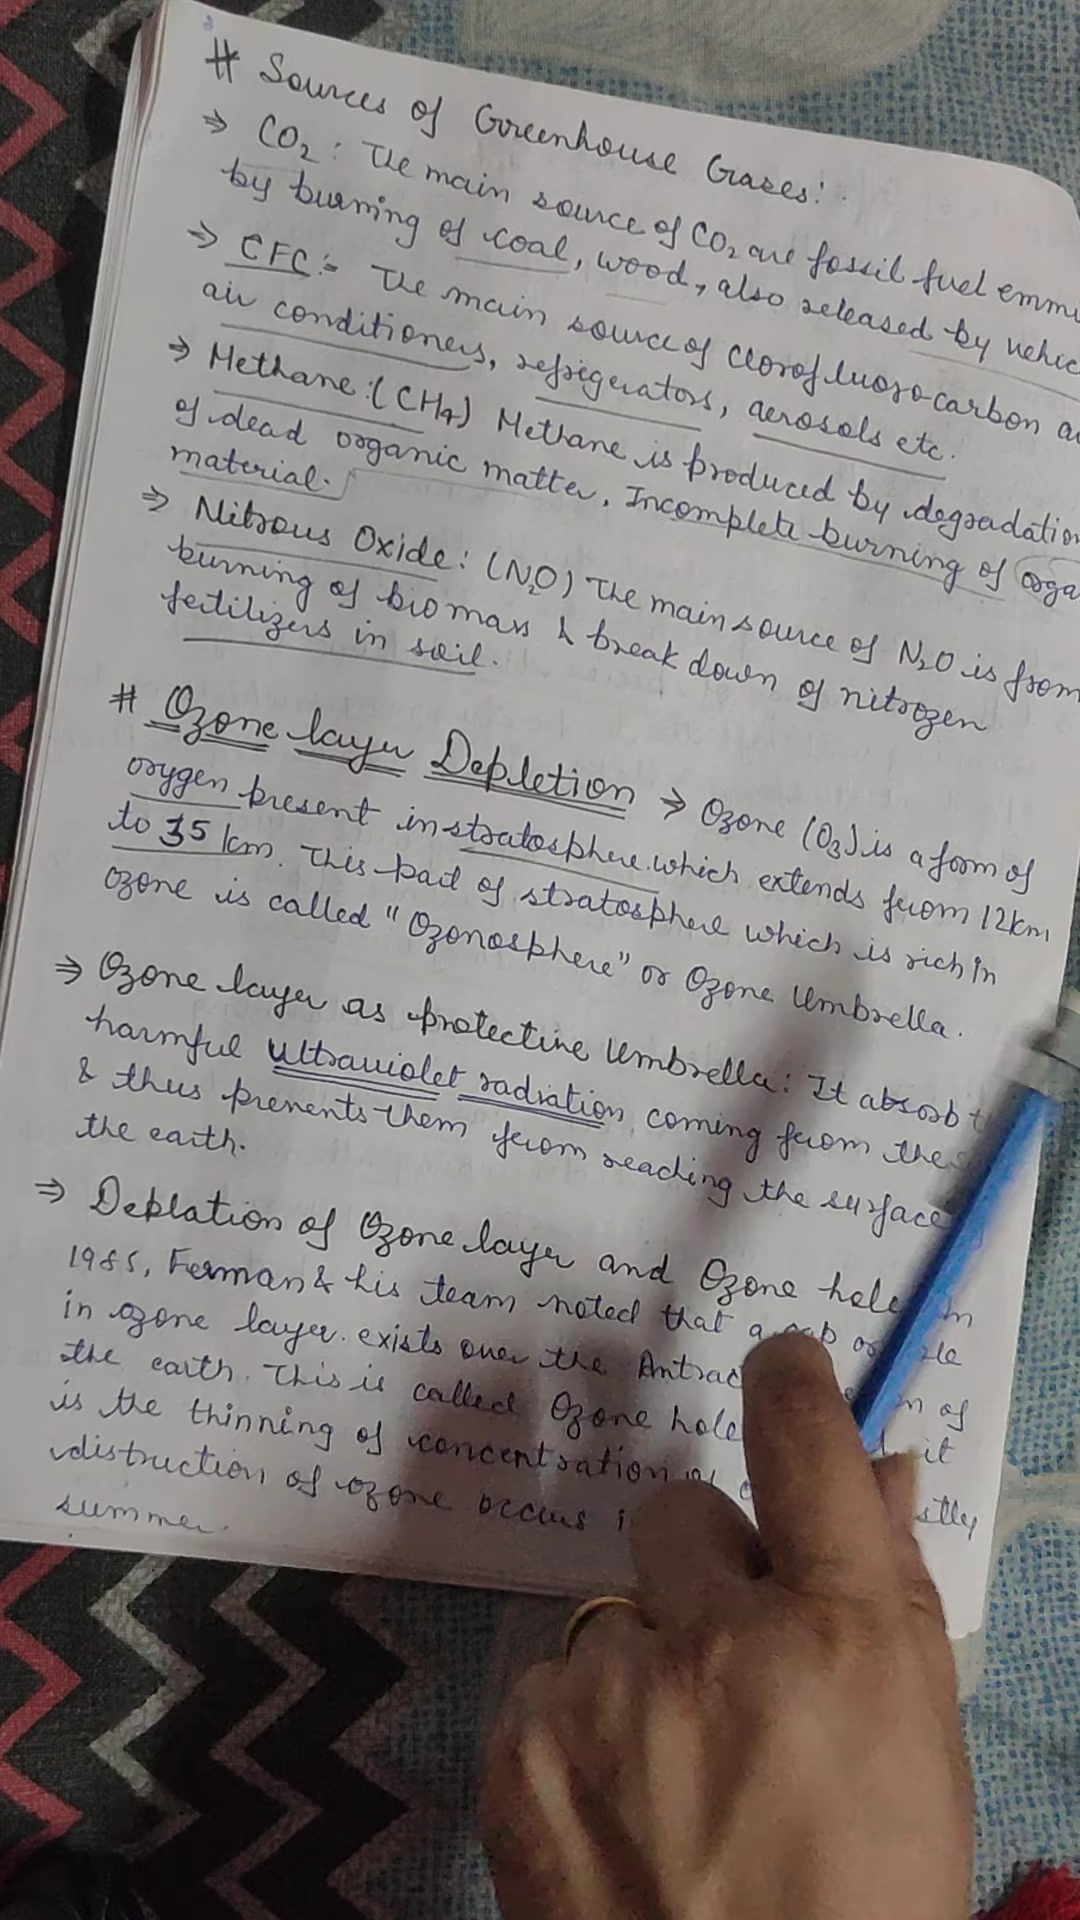 # Sources of Greenhouse Gases:
⇒ CO₂ : The main source of CO₂ are fossil fuel
by burning of coal, wood, also released by
⇒ CFC :- The main source of Clorofluorocarbon
air conditioners, refrigerators, aerosols etc.
⇒ Methane : (CH₄) Methane is produced by degradation
of dead organic matter, Incomplete burning of
material.
⇒ Nitrous Oxide : (N₂O) The main source of N₂O is from
burning of biomass & break down of nitrogen
fertilizers in soil.
# Ozone layer Depletion → Ozone (O₃) is a form of
oxygen present in stratosphere which extends from 12km
to 35 km. This part of stratosphere which is rich in
ozone is called "Ozonosphere" or Ozone Umbrella.
⇒ Ozone layer as protective Umbrella : It absorb
harmful ultraviolet radiation coming from the
& thus prevents them from reaching the surface
the earth.
⇒ Deplation of Ozone layer and Ozone hole
1985, Ferman & his team noted that a
in ozone layer exists over the of
the earth. This is called Ozone hole it
is the thinning of concentration
distruction of ozone occurs
summer.